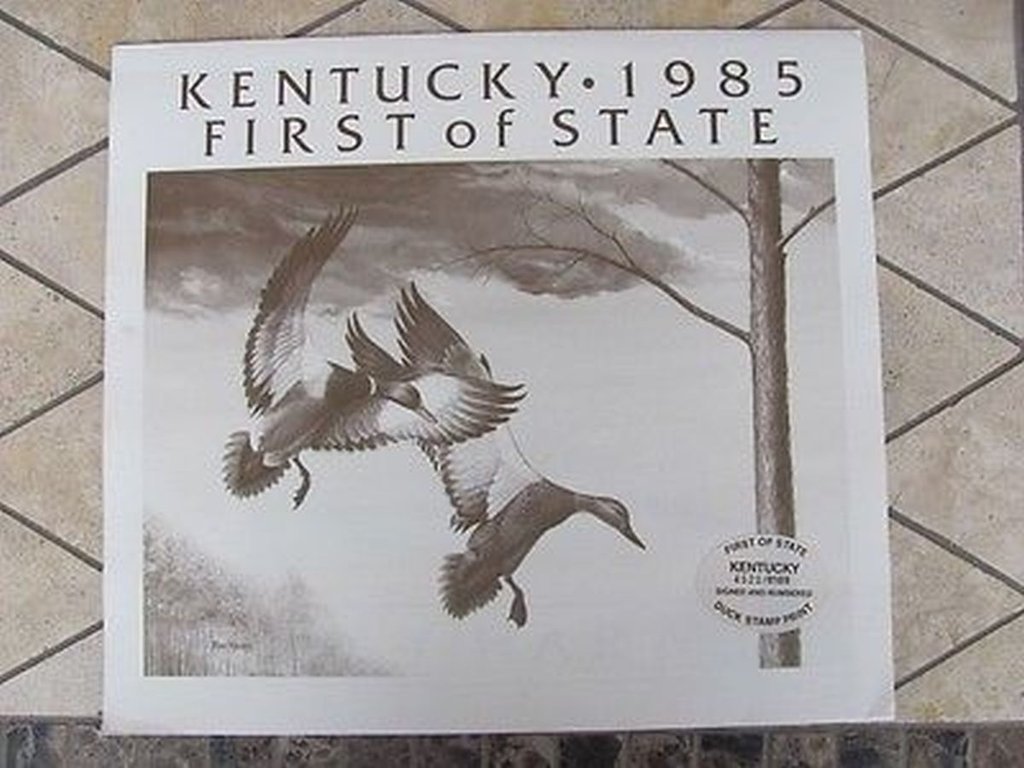 KENTUCKY • 1985
FIRST of STATE
FIRST OF STATE
KENTUCKY
SIGNED AND NUMBERED
DUCK STAMP PRINT